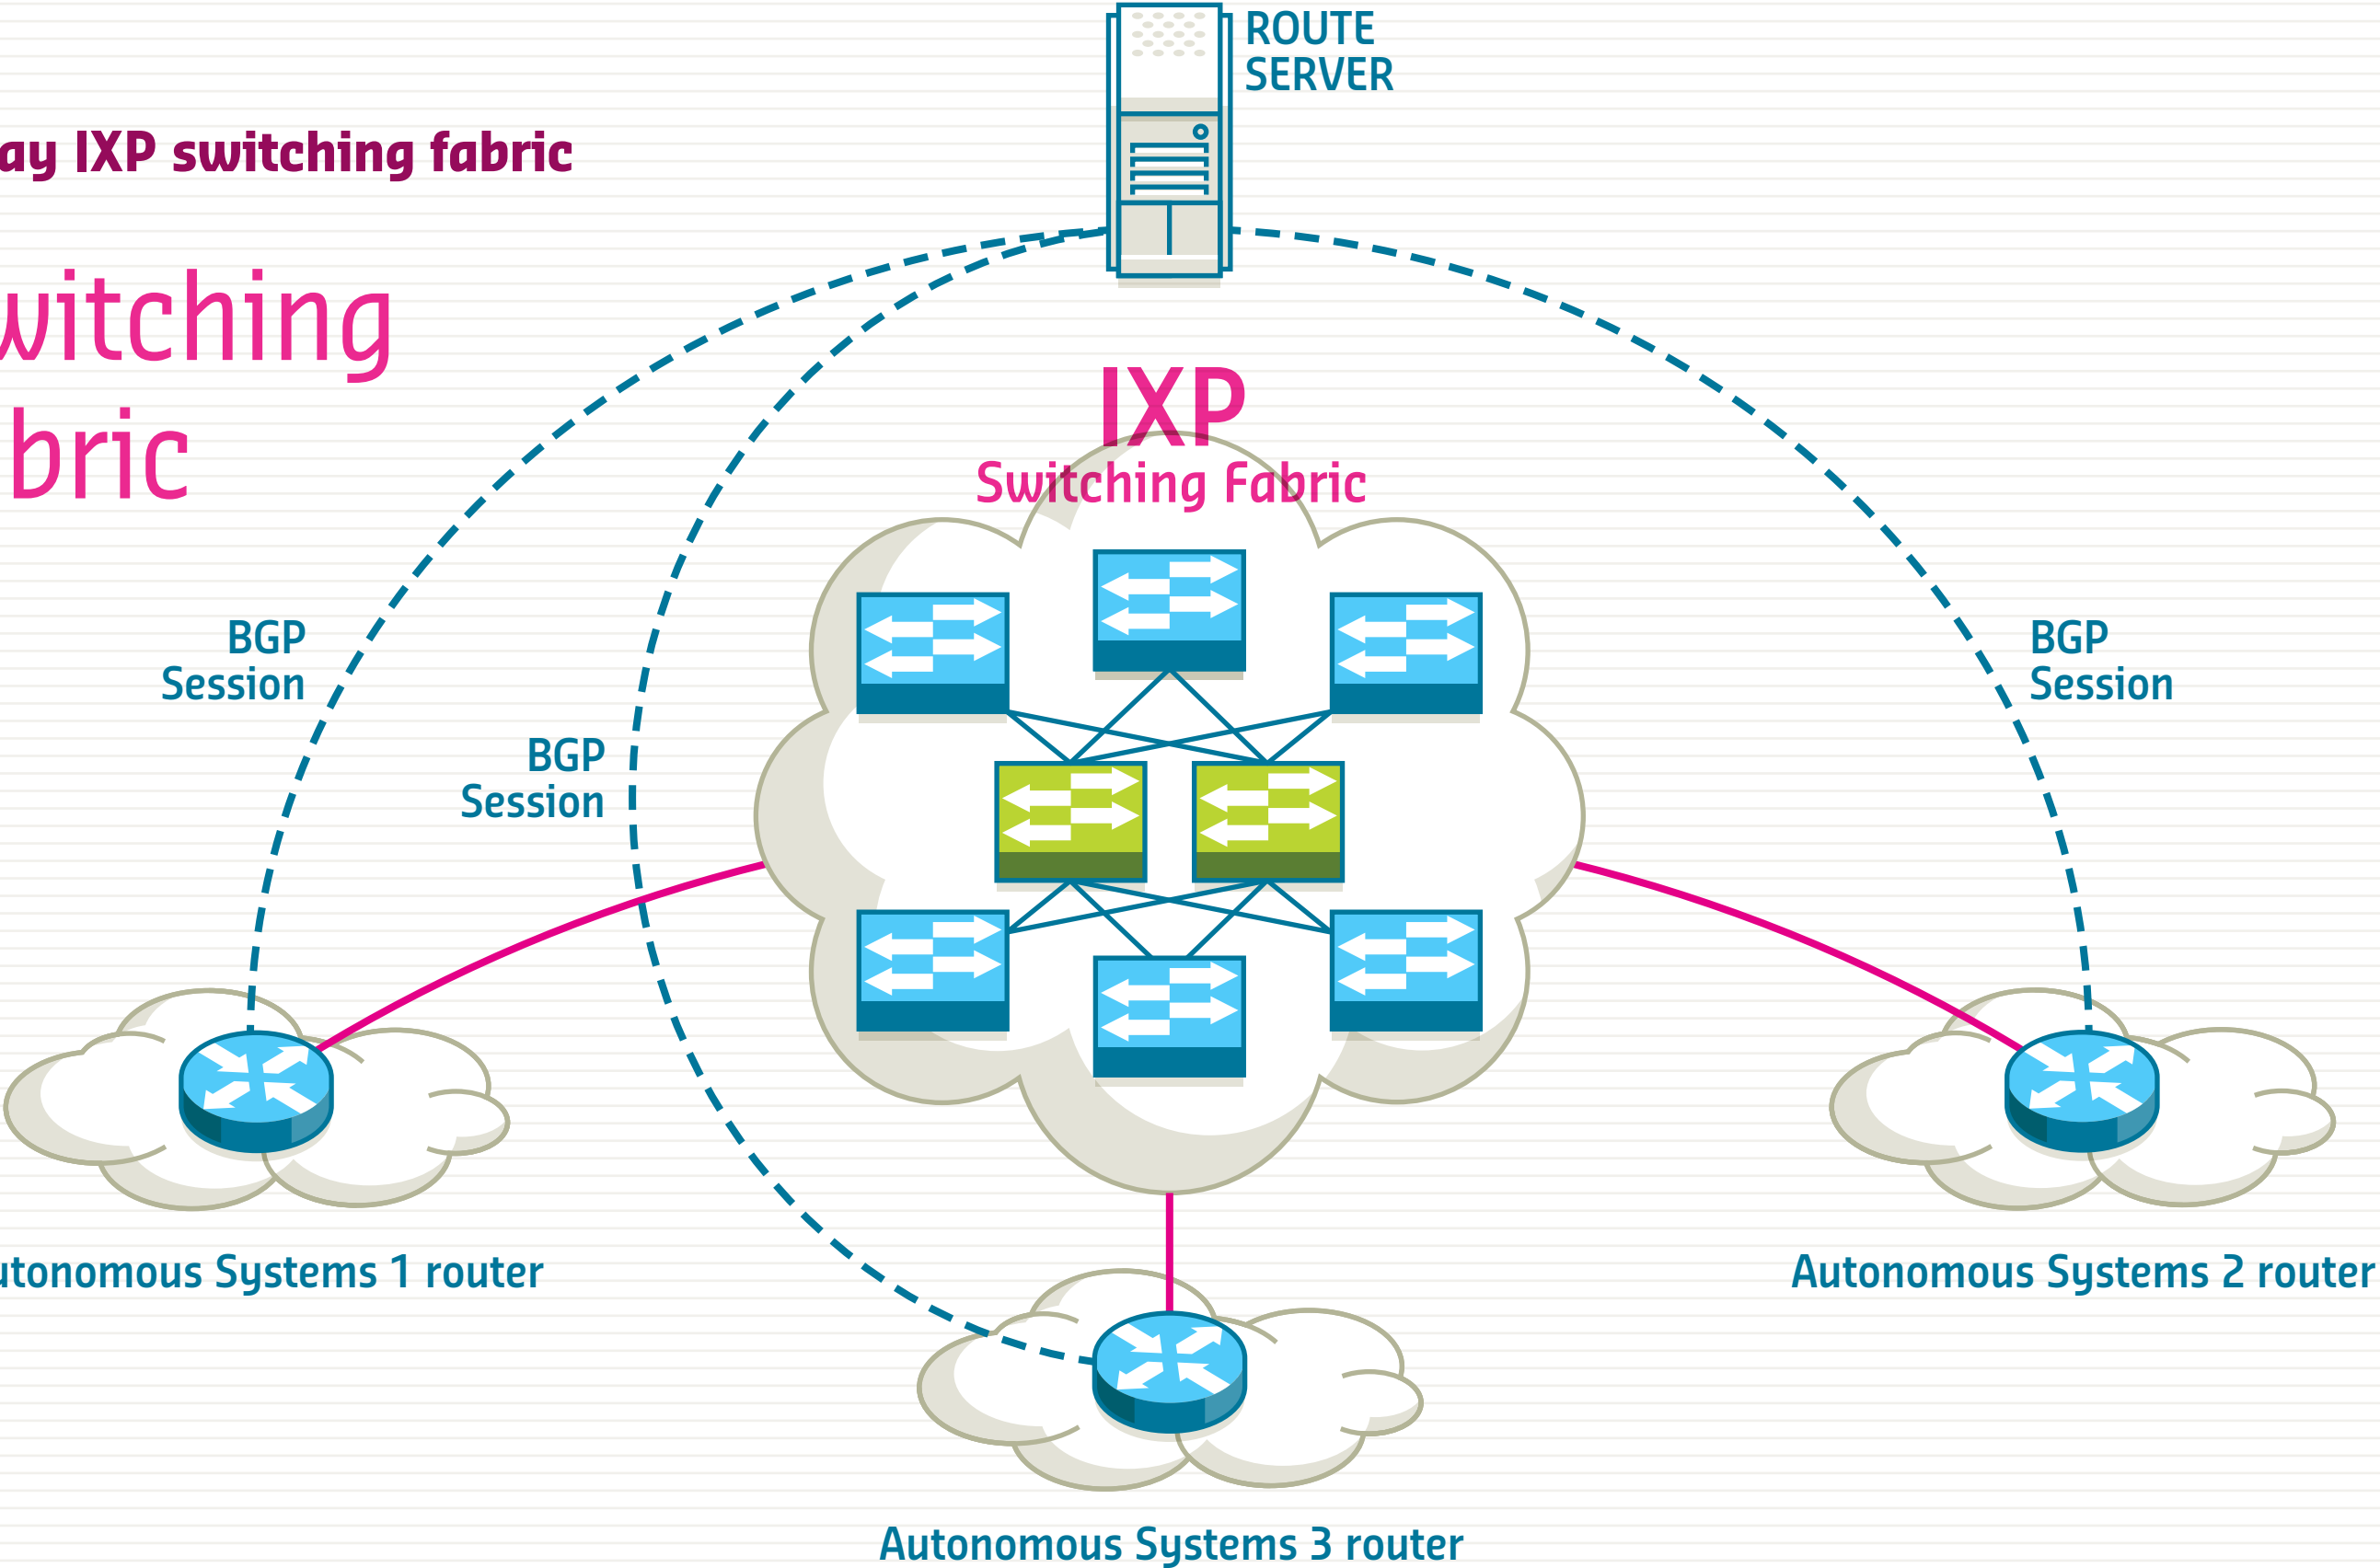 ROUTE
SERVER
ay IXP switching fabric
witching
bric
IXP
Switching Fabric
BGP
Session
BGP
Session
BGP
Session
utonomous Systems 1 router
Autonomous Systems 2 router
Autonomous Systems 3 router